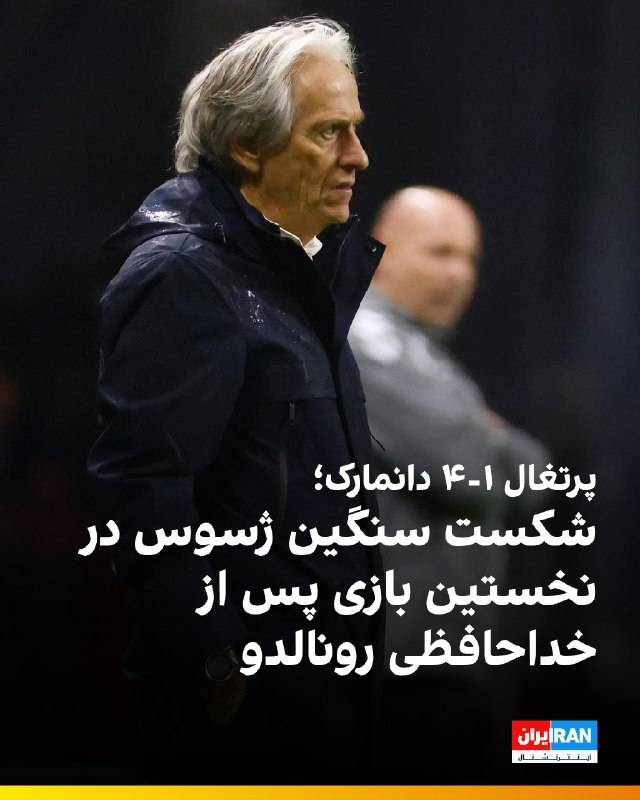 پرتغال ۱-۴ دانمارک؛
شکست سنگین ژسوس در
نخستین بازی پس از
خداحافظی رونالدو
ایران IRAN
اینترنشنال